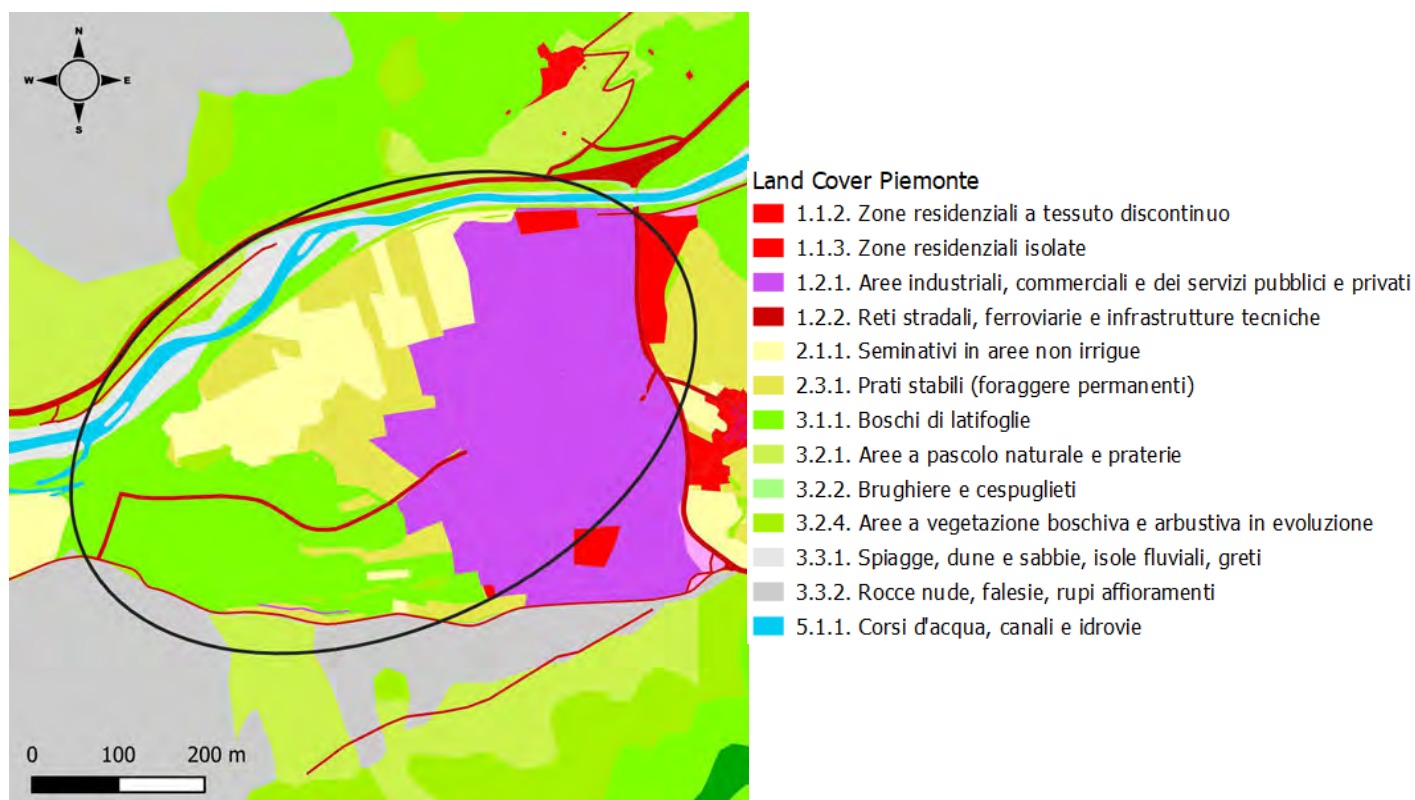 N
W E
S
Land Cover Piemonte
1.1.2. Zone residenziali a tessuto discontinuo
1.1.3. Zone residenziali isolate
1.2.1. Aree industriali, commerciali e dei servizi pubblici e privati
1.2.2. Reti stradali, ferroviarie e infrastrutture tecniche
2.1.1. Seminativi in aree non irrigue
2.3.1. Prati stabili (foraggere permanenti)
3.1.1. Boschi di latifoglie
3.2.1. Aree a pascolo naturale e praterie
3.2.2. Brughiere e cespuglieti
3.2.4. Aree a vegetazione boschiva e arbustiva in evoluzione
3.3.1. Spiagge, dune e sabbie, isole fluviali, greti
3.3.2. Rocce nude, falesie, rupi affioramenti
5.1.1. Corsi d'acqua, canali e idrovie
0 100 200 m